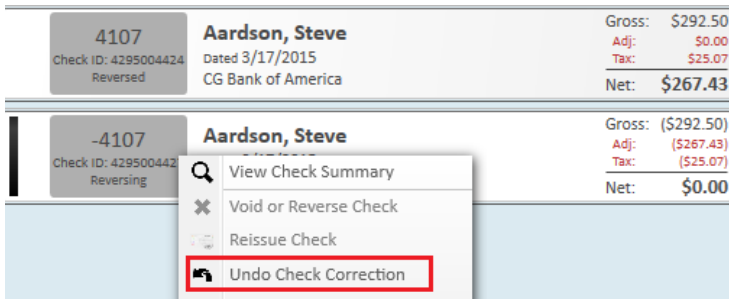 4107
Check ID: 4295004424
Reversed
Aardson, Steve
Dated 3/17/2015
CG Bank of America
Gross: $292.50
Adj: $0.00
Tax: $25.07
Net: $267.43
-4107
Check ID: 429500442
Reversing
Aardson, Steve
Gross: ($292.50)
Adj: ($267.43)
Tax: ($25.07)
Net: $0.00
View Check Summary
Void or Reverse Check
Reissue Check
Undo Check Correction